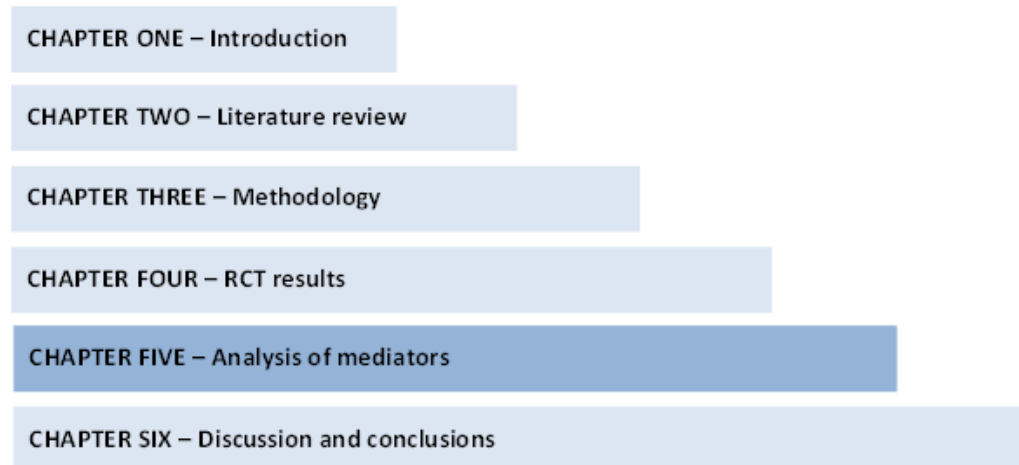 CHAPTER ONE – Introduction
CHAPTER TWO – Literature review
CHAPTER THREE – Methodology
CHAPTER FOUR – RCT results
CHAPTER FIVE – Analysis of mediators
CHAPTER SIX – Discussion and conclusions